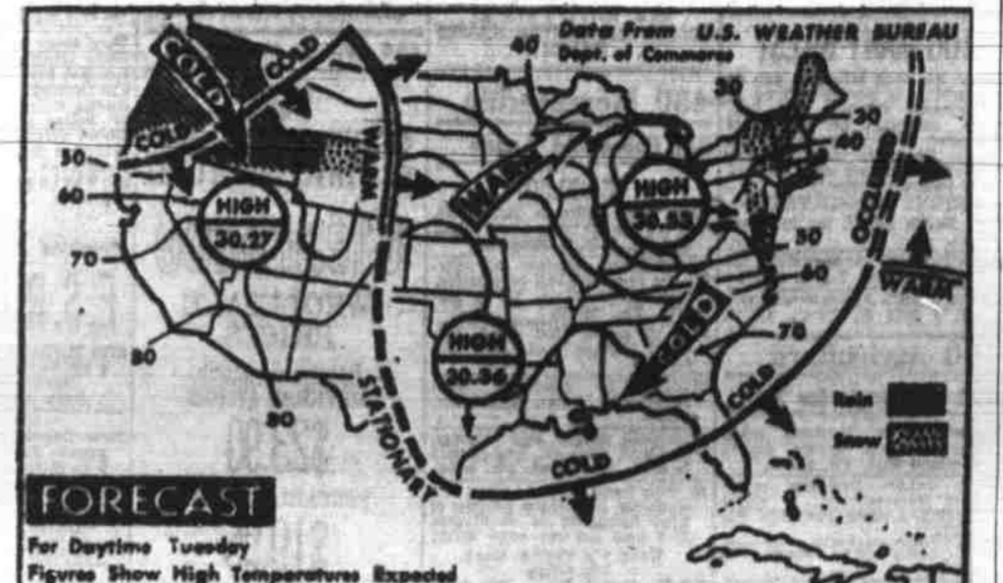 Data From U.S. WEATHER BUREAU
Dept. of Commerce
40
COLD
COLD
COLD
30
30
40
50
60
70
80
80
WARM
WARM
HIGH
30.27
HIGH
30.53
HIGH
30.36
OCCLUDED
50
60
70
WARM
COLD
COLD
COLD
STATIONARY
Rain
Snow
FORECAST
For Daytime Tuesday
Figures Show High Temperatures Expected